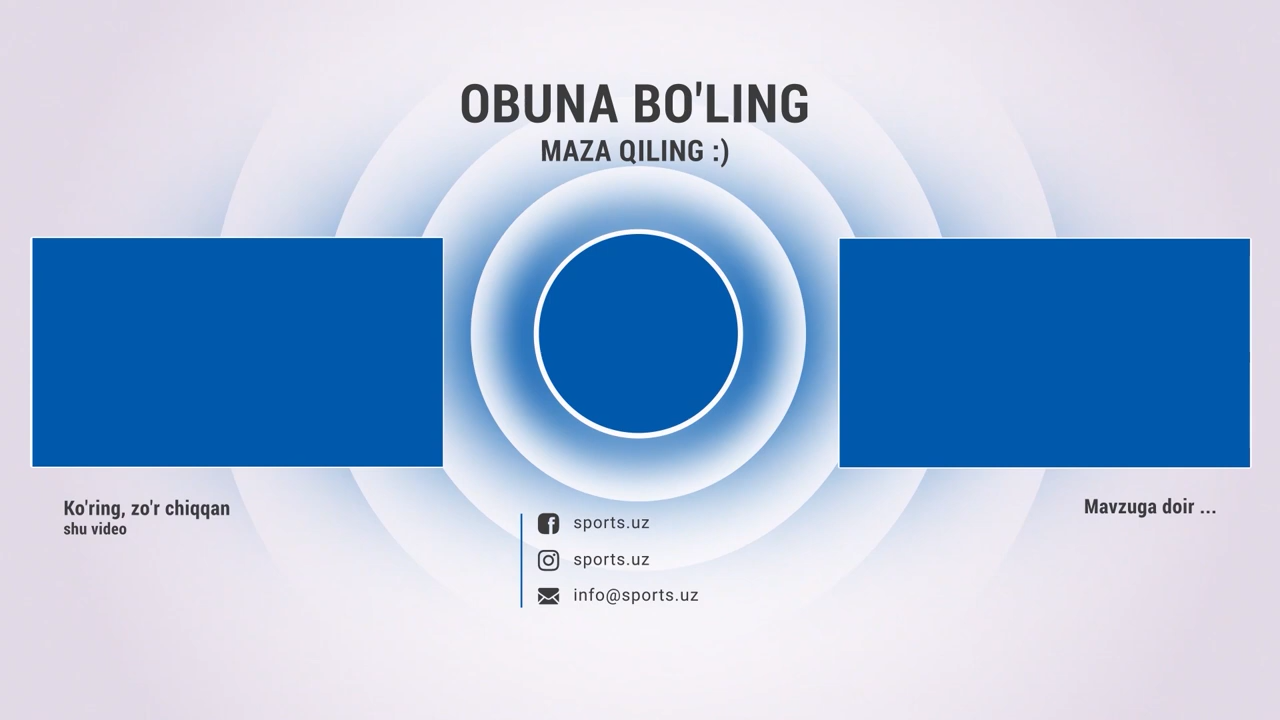 OBUNA BO'LING
MAZA QILING :)
Ko'ring, zo'r chiqqan
shu video
Mavzuga doir ...
sports.uz
sports.uz
info@sports.uz